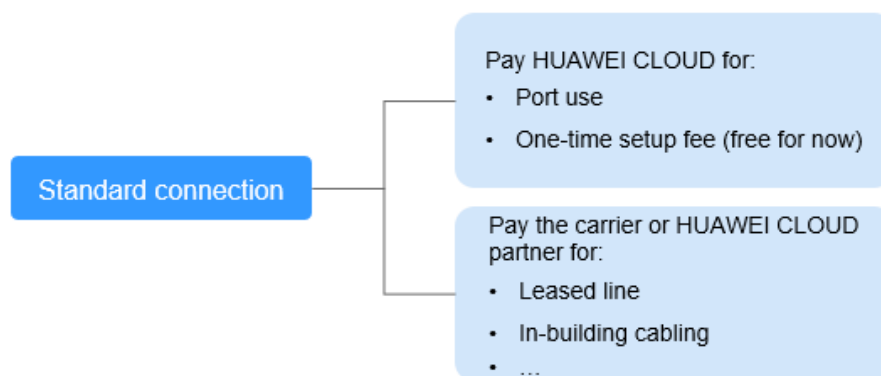 Standard connection
Pay HUAWEI CLOUD for:
• Port use
• One-time setup fee (free for now)
Pay the carrier or HUAWEI CLOUD
partner for:
• Leased line
• In-building cabling
• ...